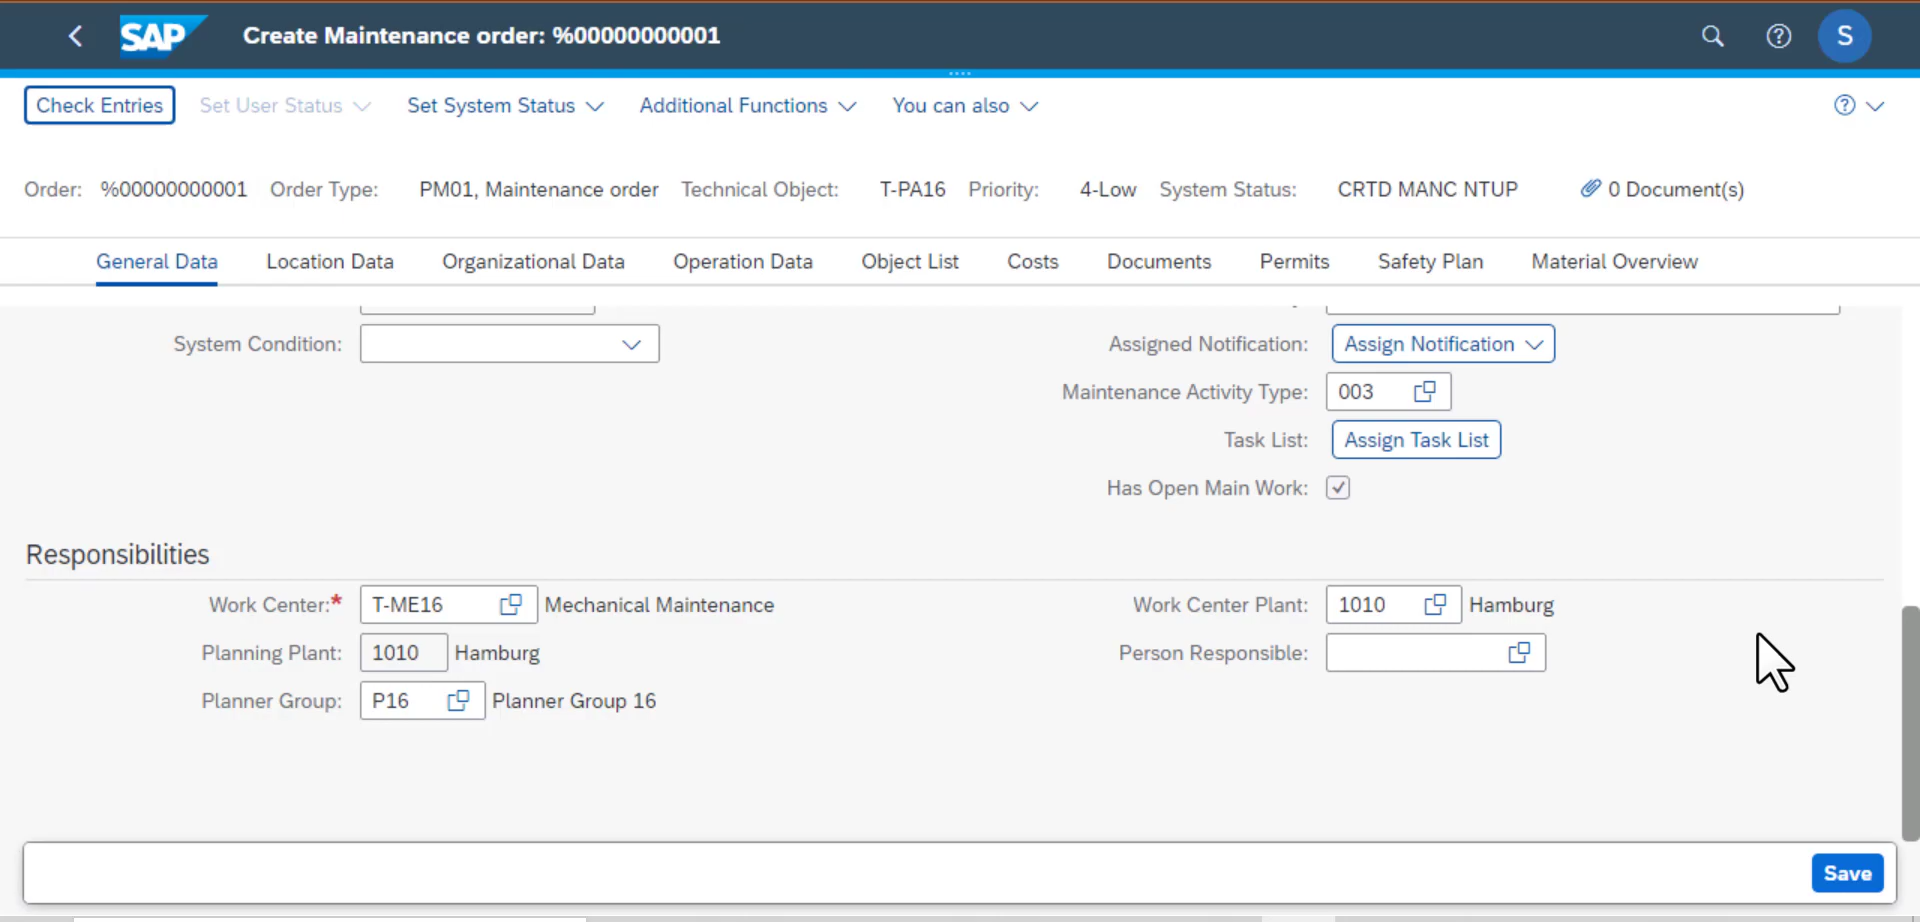 SAP Create Maintenance order: %00000000001 S
Check Entries Set User Status Set System Status Additional Functions You can also
Order: %00000000001 Order Type: PM01, Maintenance order Technical Object: T-PA16 Priority: 4-Low System Status: CRTD MANC NTUP 0 Document(s)
General Data Location Data Organizational Data Operation Data Object List Costs Documents Permits Safety Plan Material Overview
System Condition: Assigned Notification: Assign Notification
Maintenance Activity Type: 003
Task List: Assign Task List
Has Open Main Work:
Responsibilities
Work Center:* T-ME16 Mechanical Maintenance Work Center Plant: 1010 Hamburg
Planning Plant: 1010 Hamburg Person Responsible:
Planner Group: P16 Planner Group 16
Save